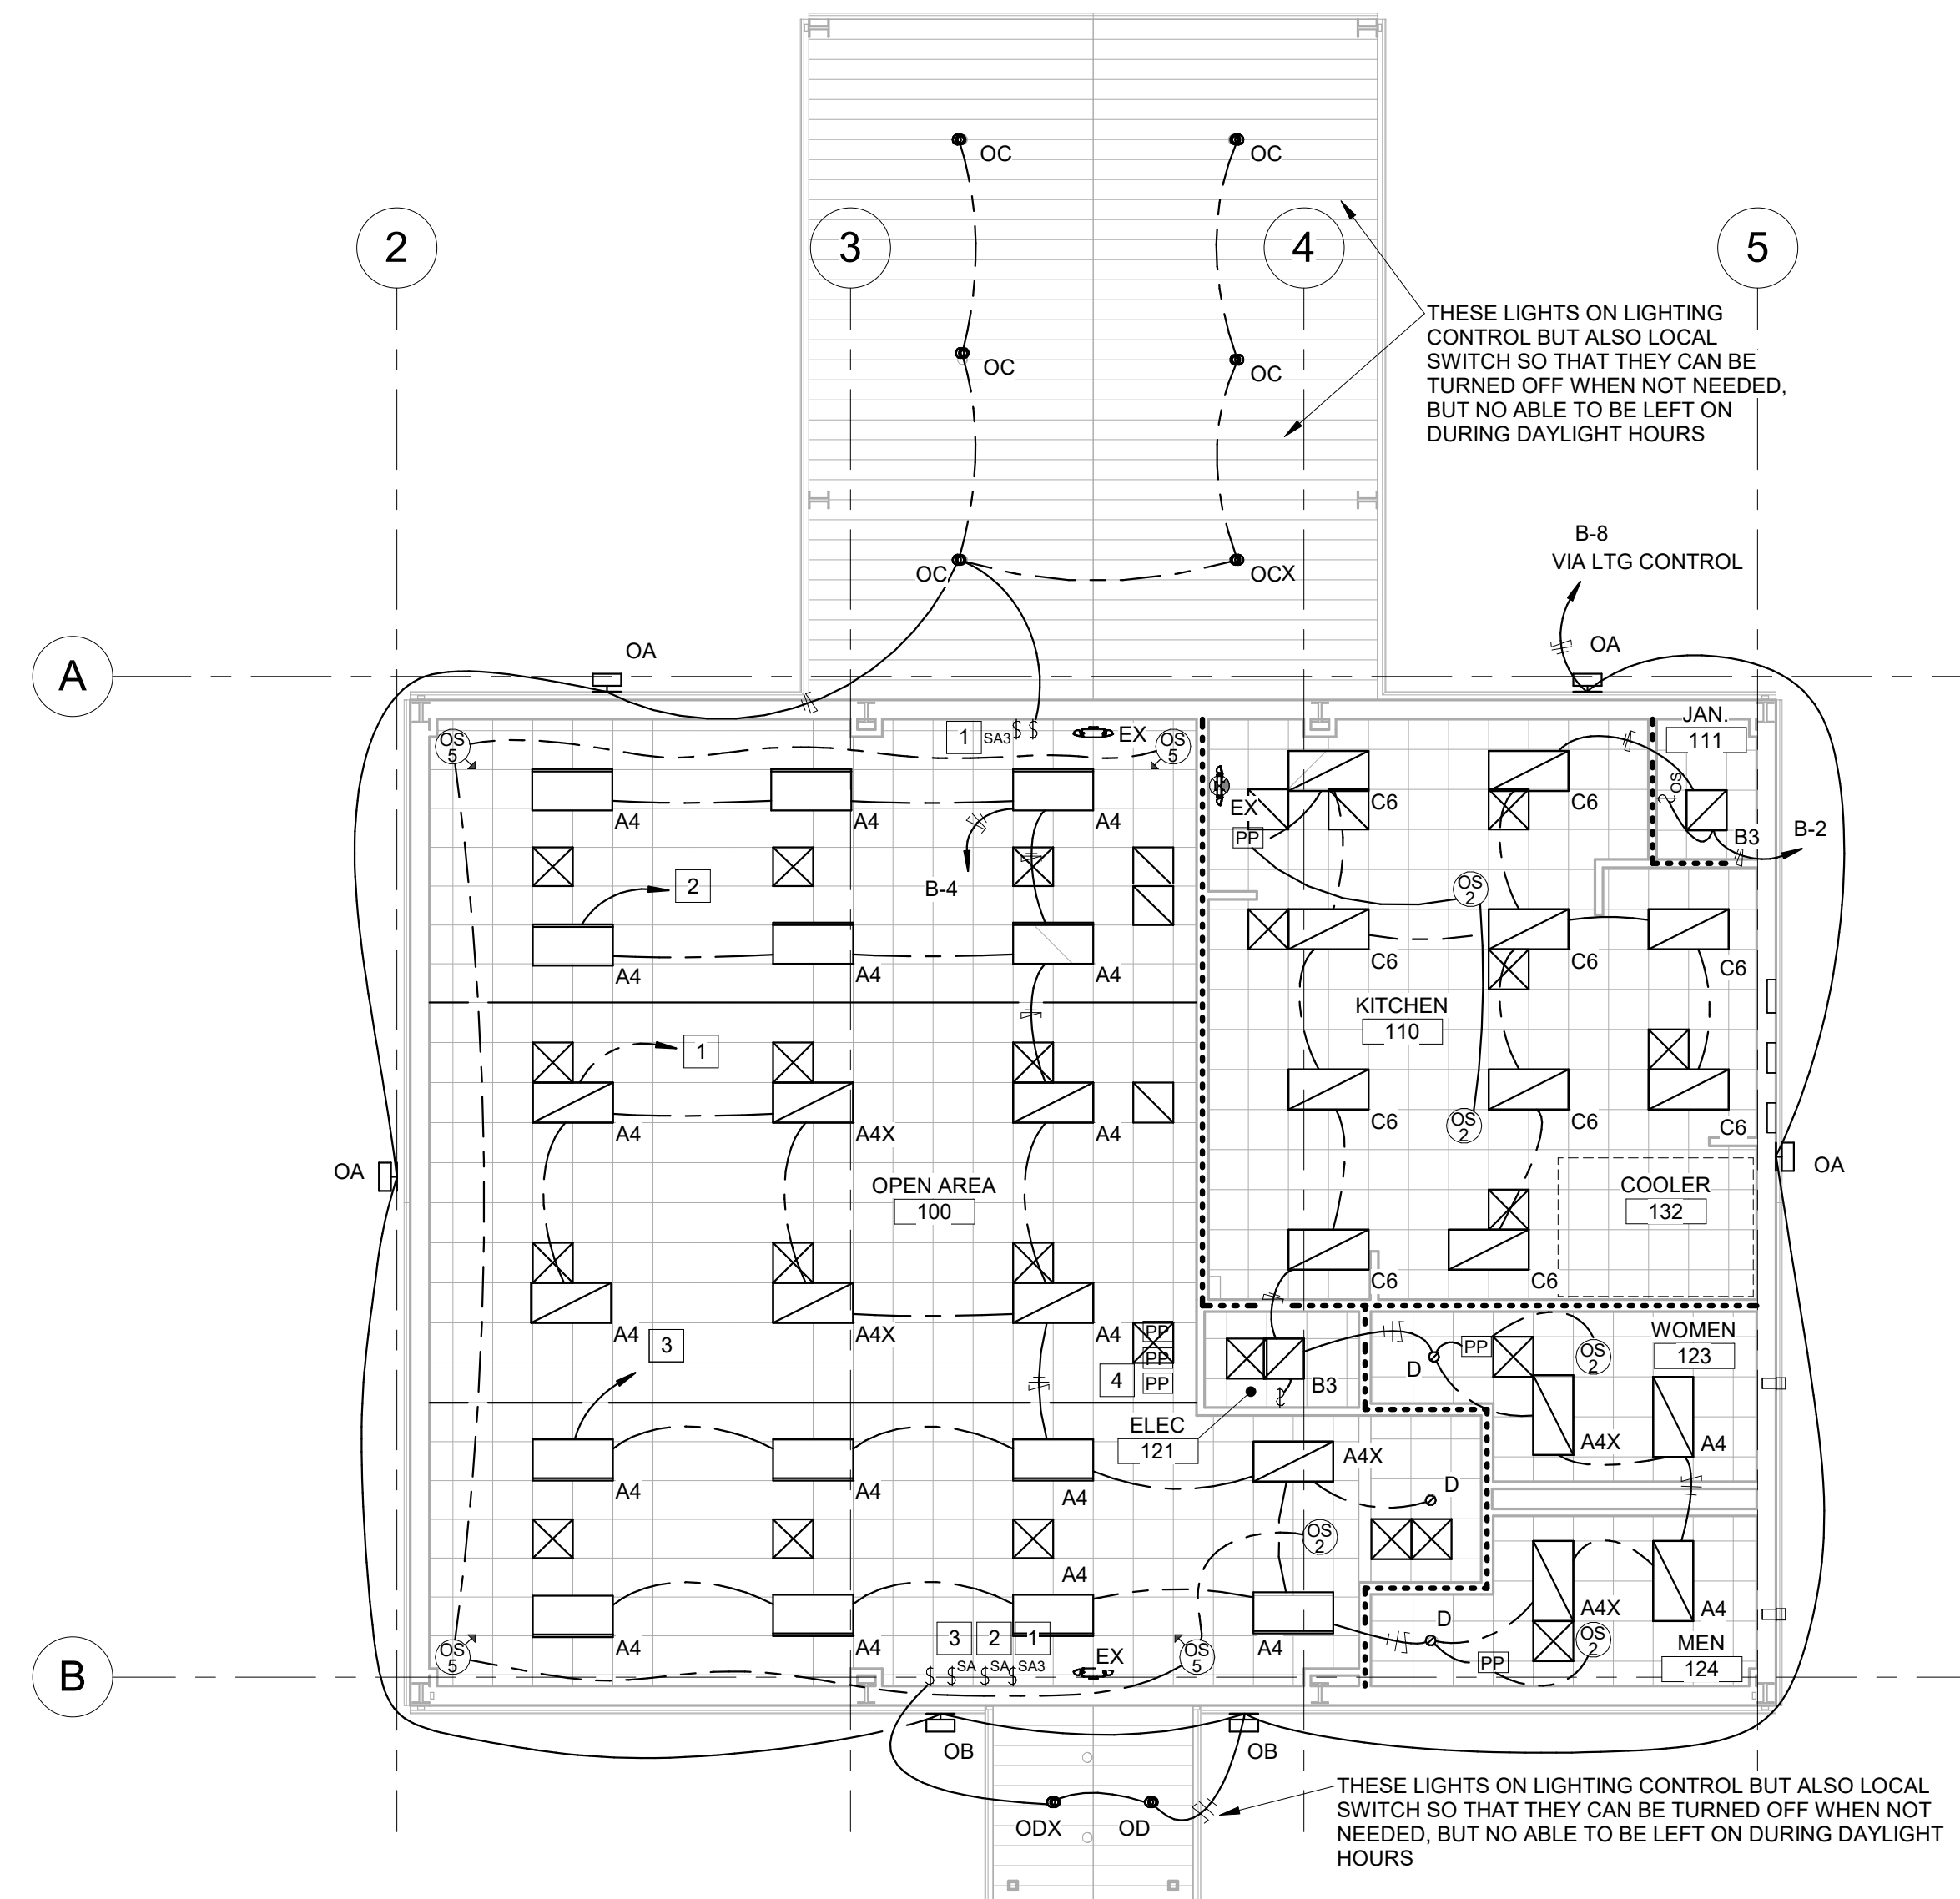 OC
OC
2
3
4
5
THESE LIGHTS ON LIGHTING
CONTROL BUT ALSO LOCAL
SWITCH SO THAT THEY CAN BE
TURNED OFF WHEN NOT NEEDED,
BUT NO ABLE TO BE LEFT ON
DURING DAYLIGHT HOURS
OC
OC
B-8
VIA LTG CONTROL
OC
OCX
OA
OA
A
JAN.
111
OS
5
1
SA3
$ $
EX
OS
5
OS
EX
C6
C6
A4
A4
A4
PP
B3
B-2
B-4
2
OS
2
A4
A4
A4
C6
C6
C6
KITCHEN
110
1
A4
A4X
A4
C6
OS
2
C6
C6
OA
OA
OPEN AREA
100
COOLER
132
C6
C6
A4
3
A4X
A4
PP
PP
PP
4
B3
$
D
PP
OS
2
WOMEN
123
ELEC
121
A4X
A4X
A4
A4
A4
A4
D
OS
2
A4
A4
A4
A4
D
A4X
A4
OS
2
PP
MEN
124
3
2
1
OS
5
$ $ SA $ SA $ SA3
EX
OS
5
B
OB
OB
ODX
OD
THESE LIGHTS ON LIGHTING CONTROL BUT ALSO LOCAL
SWITCH SO THAT THEY CAN BE TURNED OFF WHEN NOT
NEEDED, BUT NO ABLE TO BE LEFT ON DURING DAYLIGHT
HOURS